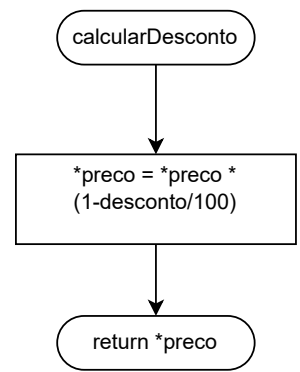 calcularDesconto
*preco = *preco *
(1-desconto/100)
return *preco